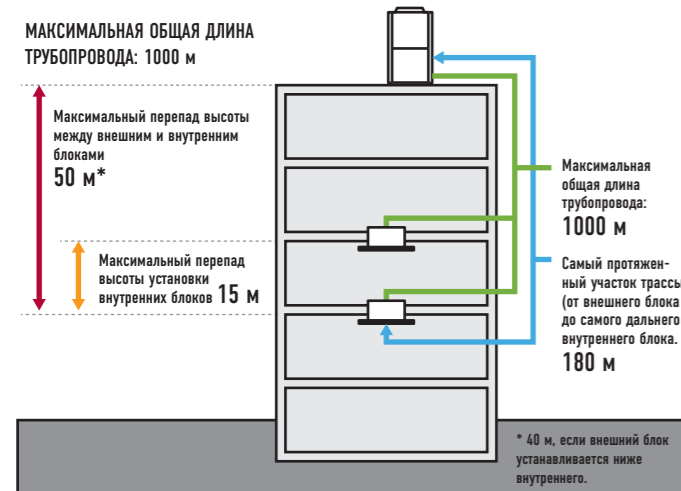 МАКСИМАЛЬНАЯ ОБЩАЯ ДЛИНА
ТРУБОПРОВОДА: 1000 м
Максимальный перепад высоты
между внешним и внутренним
блоками
50 м*
Максимальный перепад
высоты установки
внутренних блоков 15 м
Максимальная
общая длина
трубопровода:
1000 м
Самый протяжен-
ный участок трассы
(от внешнего блока
до самого дальнего
внутреннего блока.
180 м
* 40 м, если внешний блок
устанавливается ниже
внутреннего.